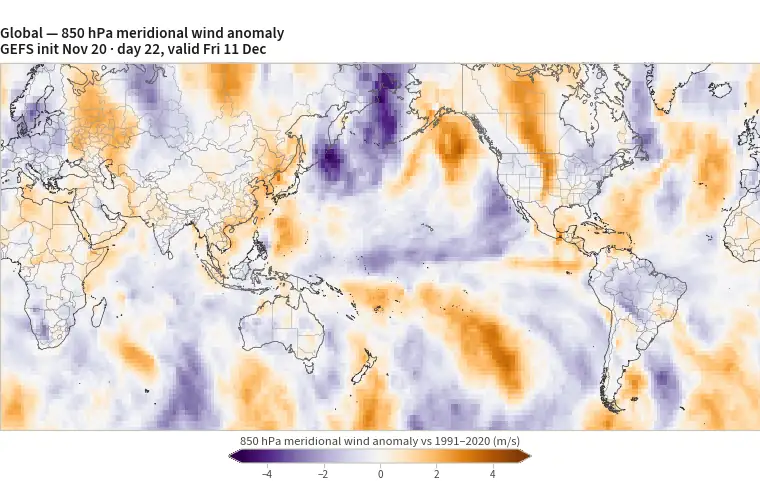 Global — 850 hPa meridional wind anomaly
GEFS init Nov 20 · day 22, valid Fri 11 Dec
850 hPa meridional wind anomaly vs 1991–2020 (m/s)
−4 −2 0 2 4